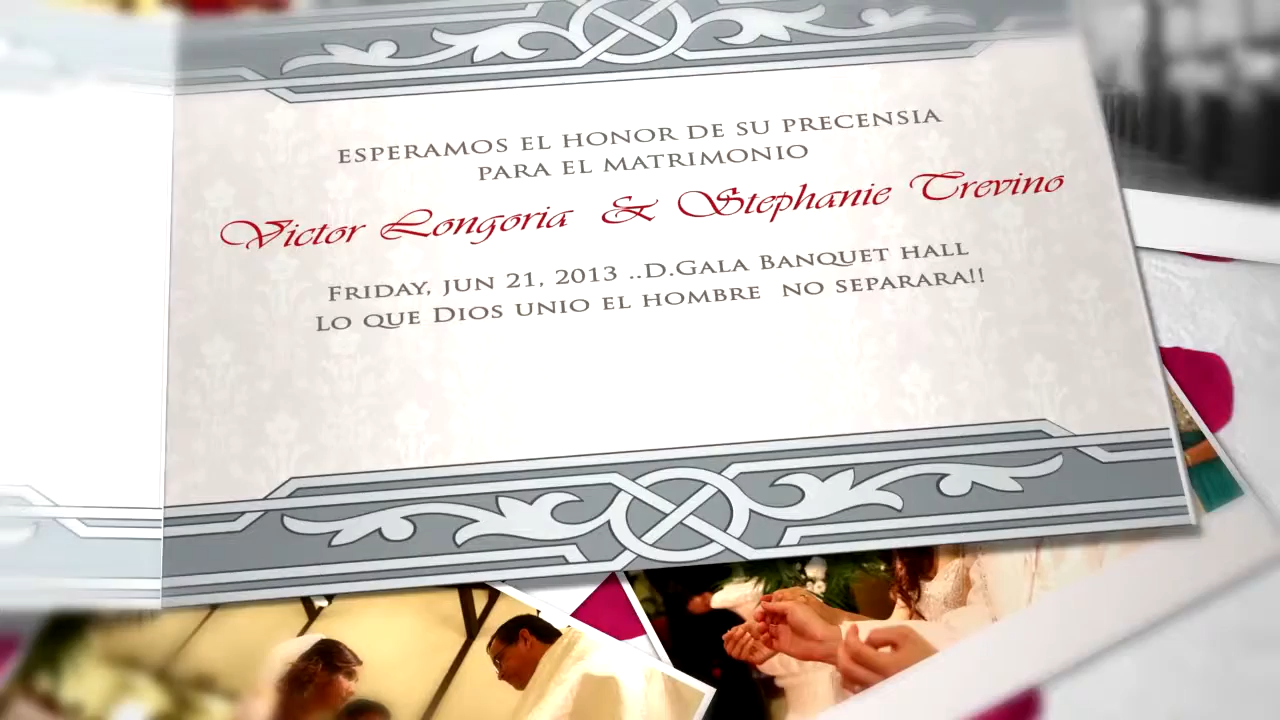 ESPERAMOS EL HONOR DE SU PRECENSIA
PARA EL MATRIMONIO
Victor Longoria & Stephanie Trevino
FRIDAY, JUN 21, 2013 ..D.GALA BANQUET HALL
LO QUE DIOS UNIO EL HOMBRE NO SEPARARA!!